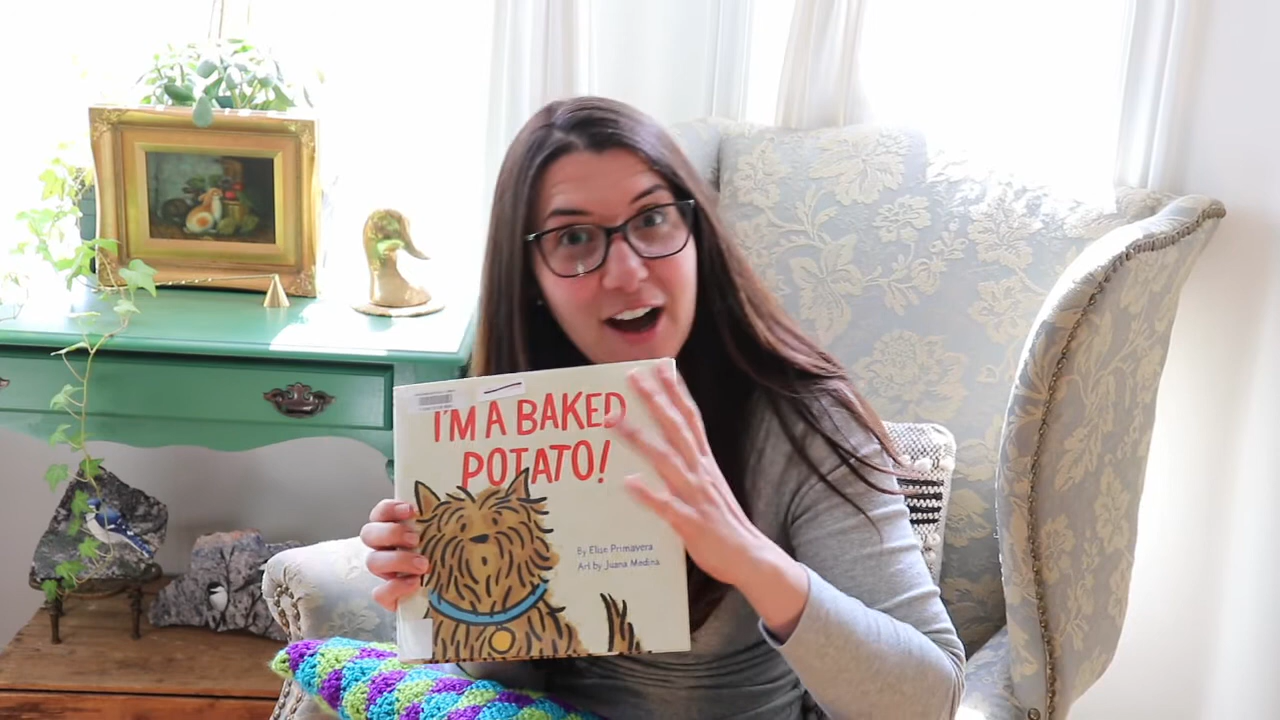 I'M A BAKED
POTATO!
By Elise Primavera
Art by Juana Medina